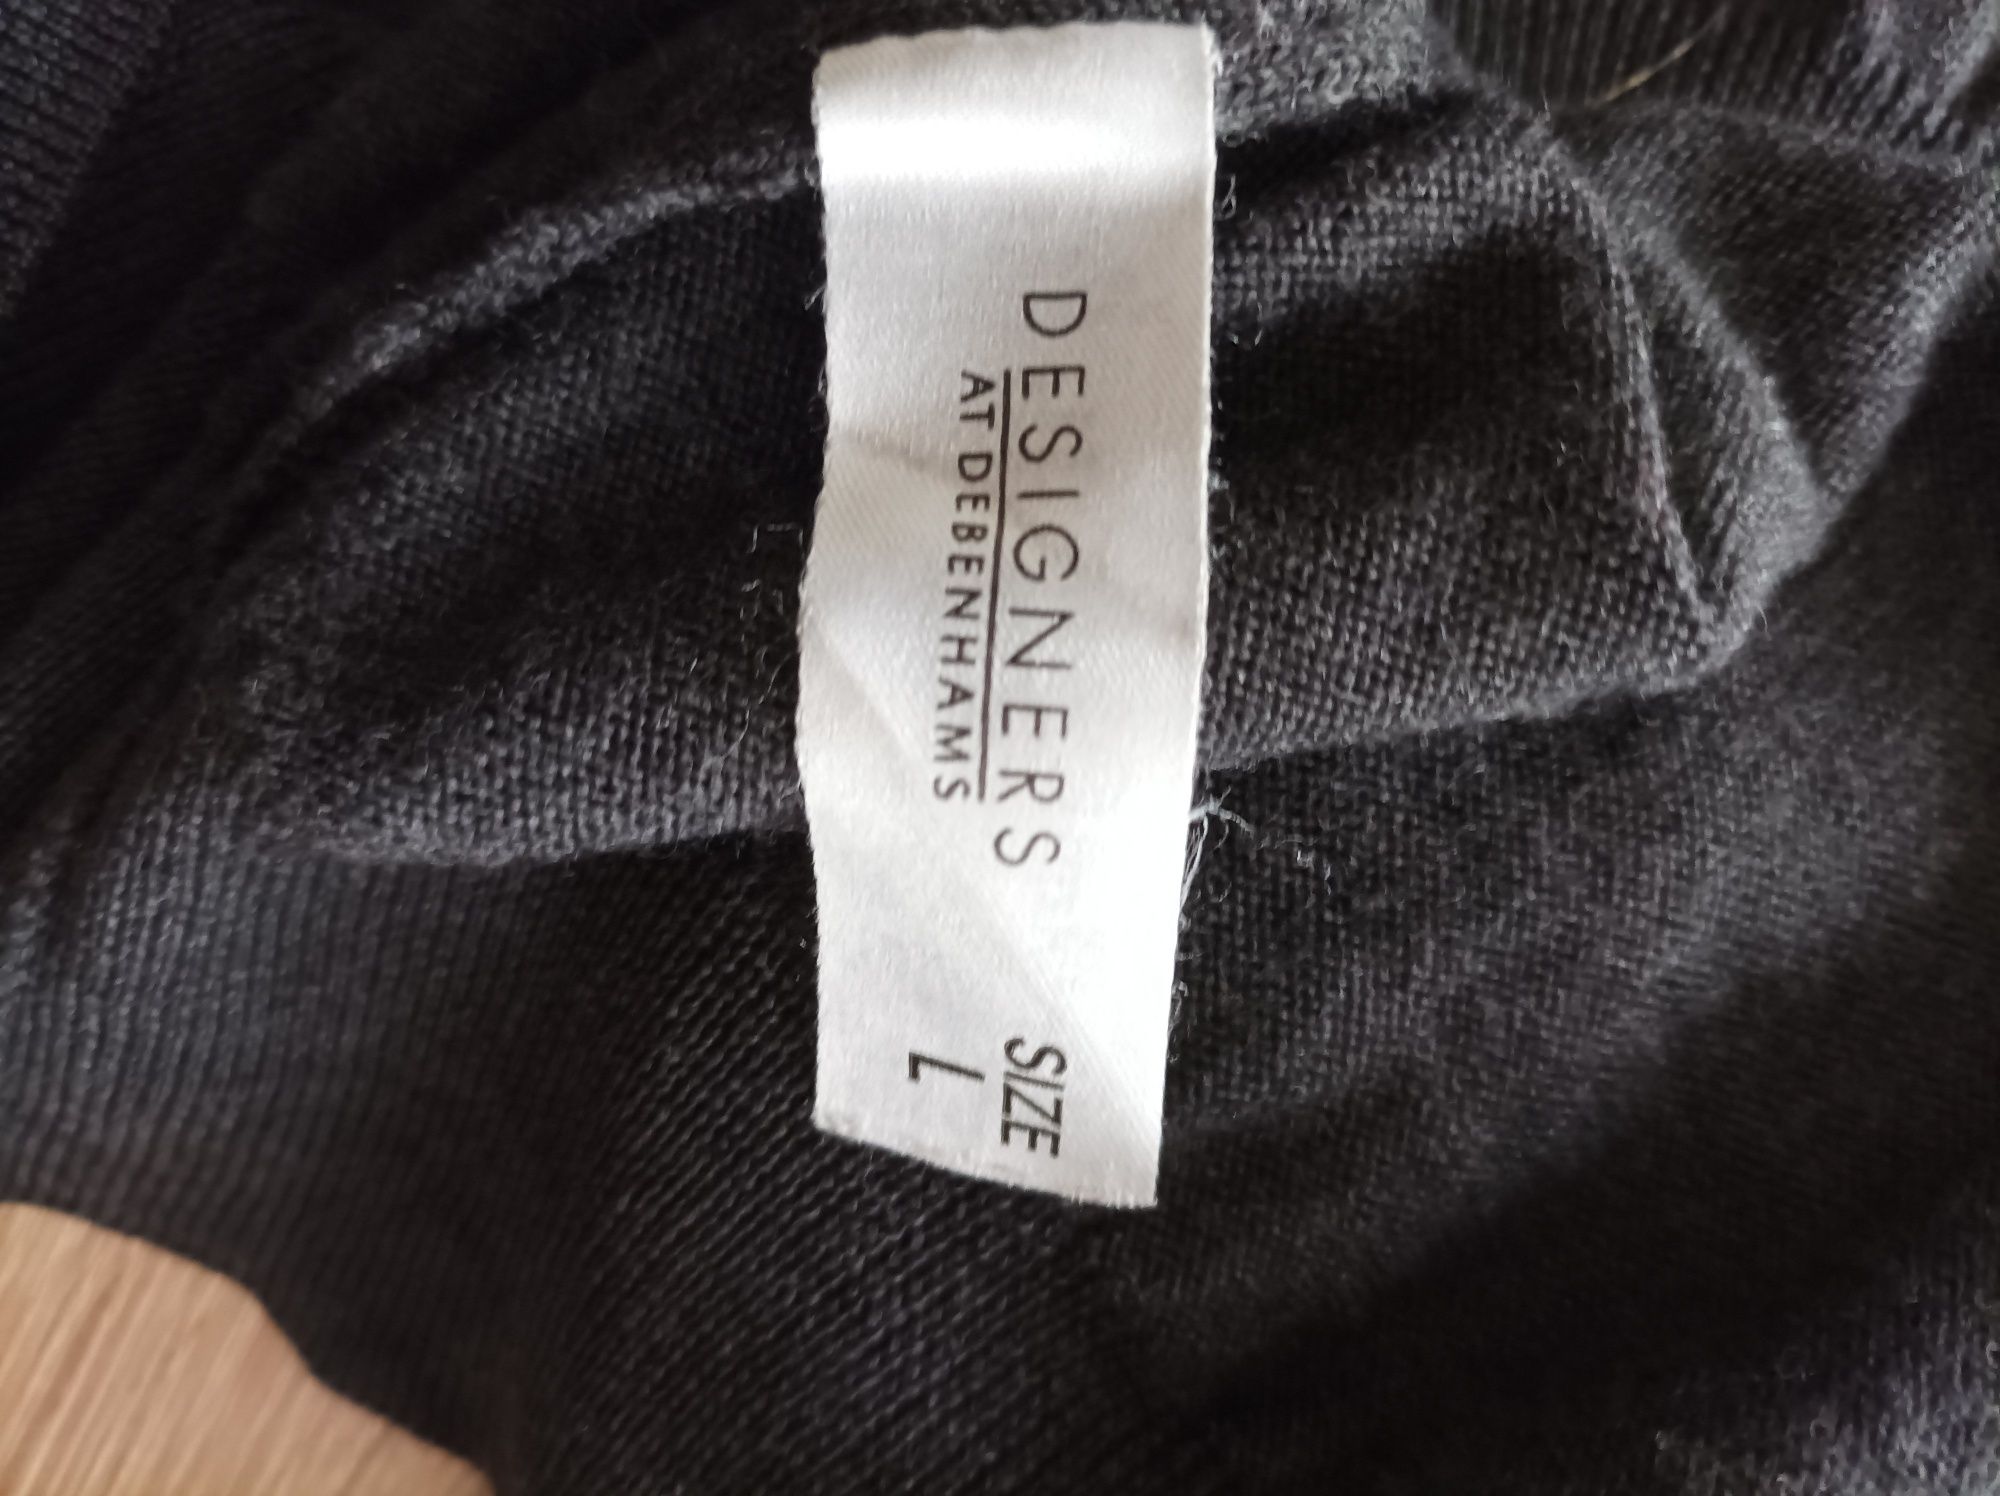 DESIGNERS
AT DEBENHAMS
SIZE
L